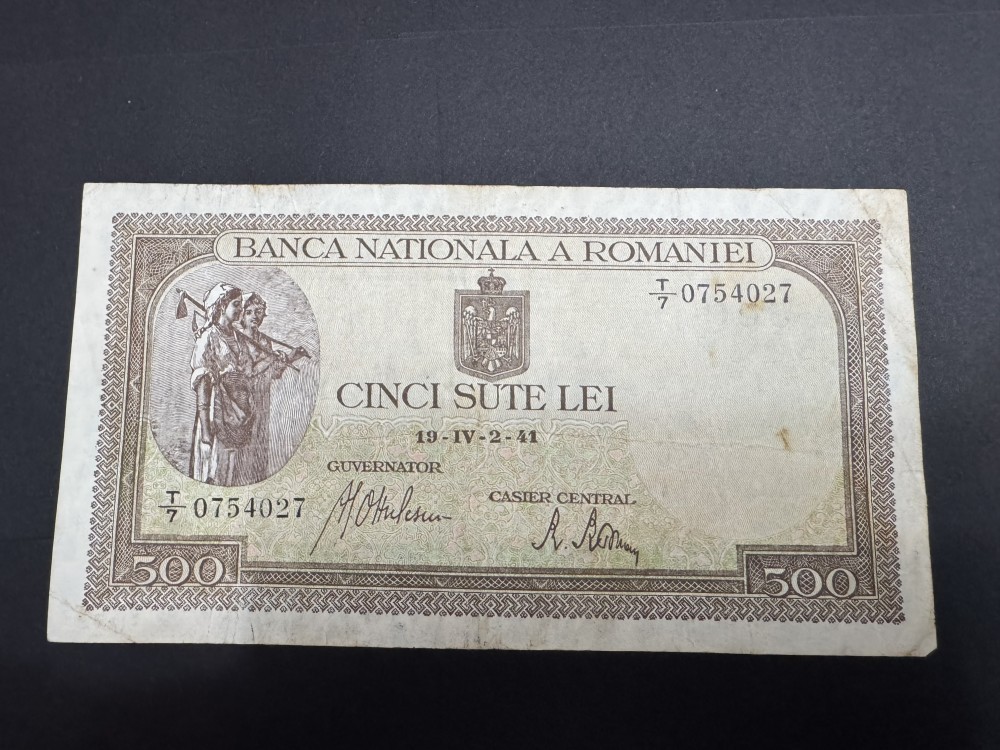 BANCA NATIONALA A ROMANIEI
T/7 0754027
CINCI SUTE LEI
19-IV-2-41
GUVERNATOR
CASIER CENTRAL
T/7 0754027
500
500